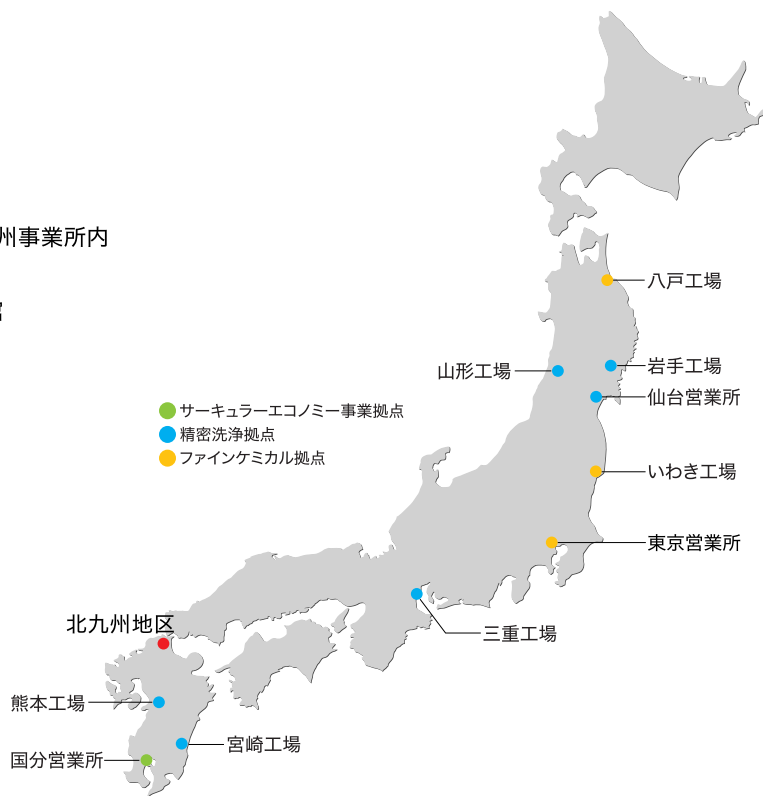 州事業所内
八戸工場
岩手工場
山形工場
仙台営業所
サーキュラーエコノミー事業拠点
精密洗浄拠点
ファインケミカル拠点
いわき工場
東京営業所
北九州地区
三重工場
熊本工場
宮崎工場
国分営業所